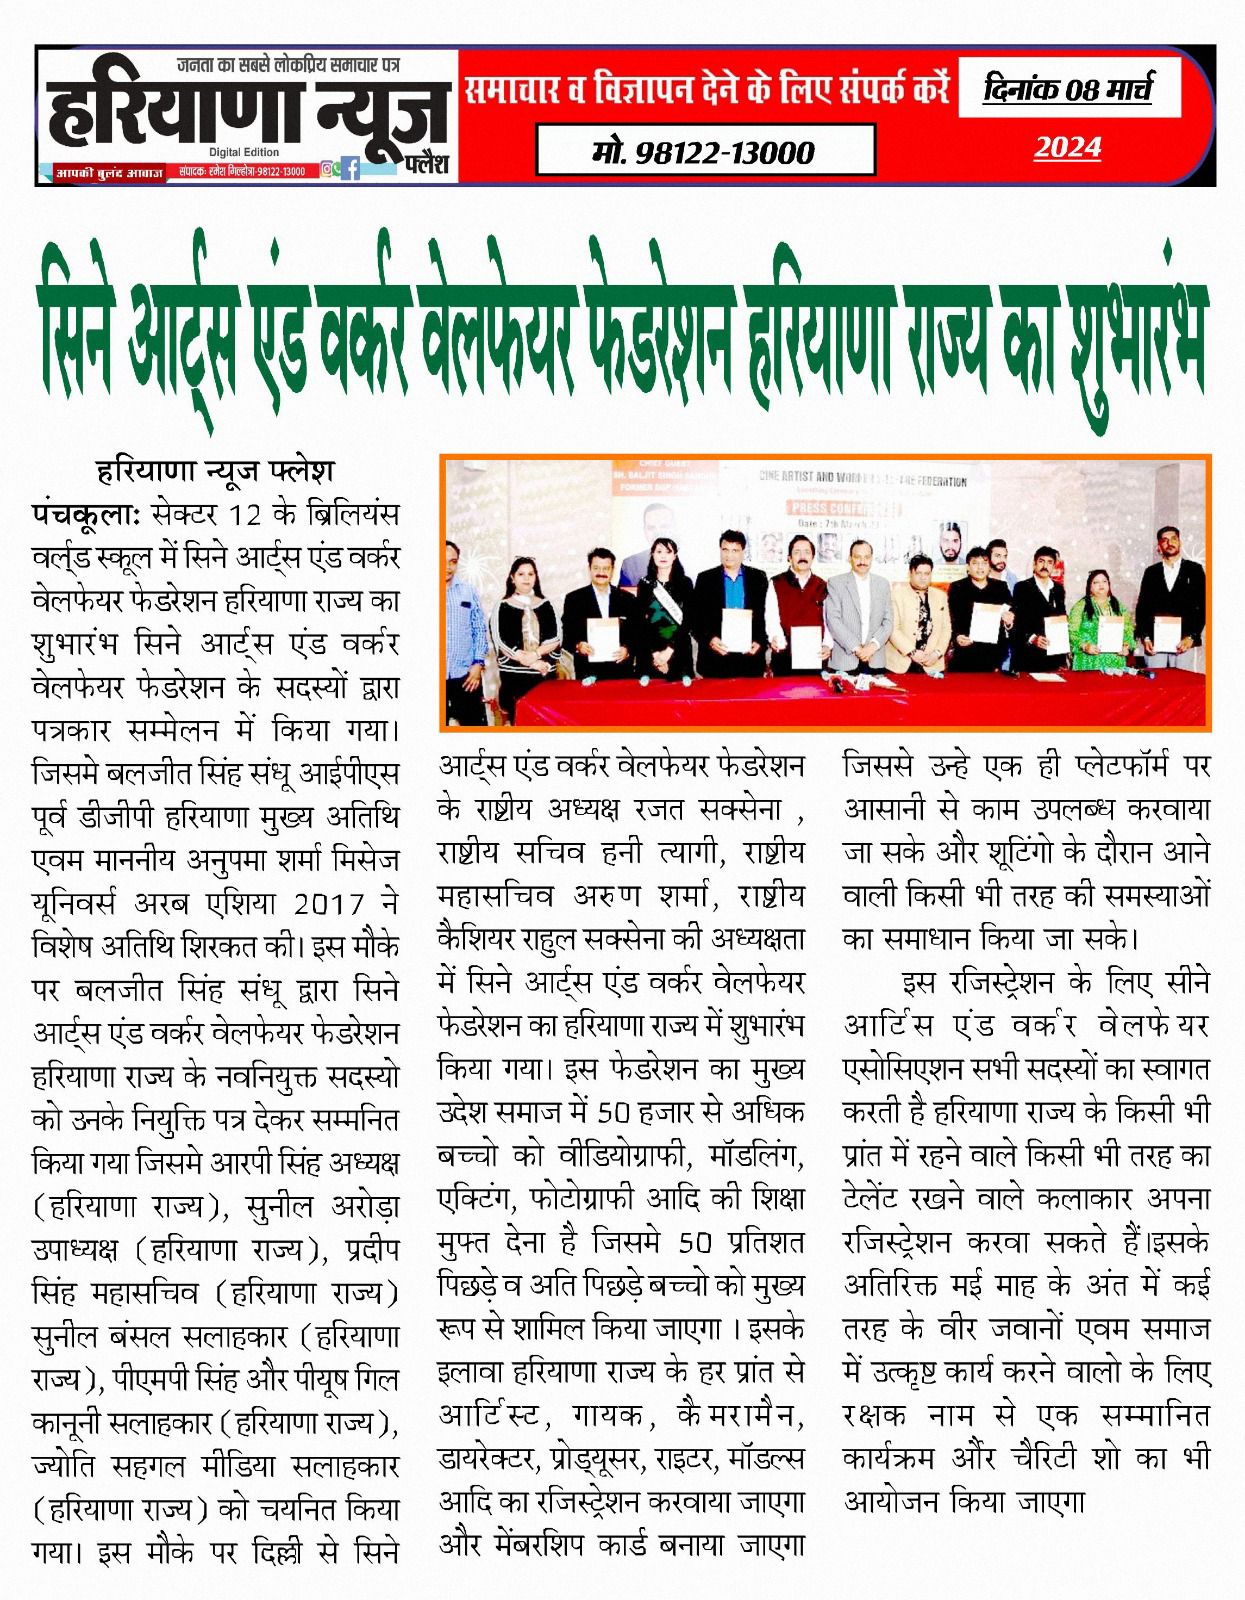 जनता का सबसे लोकप्रिय समाचार पत्र
हरियाणा न्यूज
Digital Edition
फ्लैश
आपकी बुलंद आवाज
संपादकः रमेश गिल्होत्रा-98122-13000
समाचार व विज्ञापन देने के लिए संपर्क करें
मो. 98122-13000
दिनांक 08 मार्च
2024
सिने आर्ट्स एंड वर्कर वेलफेयर फेडरेशन हरियाणा राज्य का शुभारंभ
हरियाणा न्यूज फ्लेश
पंचकूलाः सेक्टर 12 के ब्रिलियंस
वर्ल्ड स्कूल में सिने आर्ट्स एंड वर्कर
वेलफेयर फेडरेशन हरियाणा राज्य का
शुभारंभ सिने आर्ट्स एंड वर्कर
वेलफेयर फेडरेशन के सदस्यों द्वारा
पत्रकार सम्मेलन में किया गया।
जिसमे बलजीत सिंह संधू आईपीएस
पूर्व डीजीपी हरियाणा मुख्य अतिथि
एवम माननीय अनुपमा शर्मा मिसेज
यूनिवर्स अरब एशिया 2017 ने
विशेष अतिथि शिरकत की। इस मौके
पर बलजीत सिंह संधू द्वारा सिने
आर्ट्स एंड वर्कर वेलफेयर फेडरेशन
हरियाणा राज्य के नवनियुक्त सदस्यो
को उनके नियुक्ति पत्र देकर सम्मनित
किया गया जिसमे आरपी सिंह अध्यक्ष
(हरियाणा राज्य), सुनील अरोड़ा
उपाध्यक्ष (हरियाणा राज्य), प्रदीप
सिंह महासचिव (हरियाणा राज्य)
सुनील बंसल सलाहकार (हरियाणा
राज्य), पीएमपी सिंह और पीयूष गिल
कानूनी सलाहकार (हरियाणा राज्य),
ज्योति सहगल मीडिया सलाहकार
(हरियाणा राज्य) को चयनित किया
गया। इस मौके पर दिल्ली से सिने
CHIEF GUEST
CINE ARTIST AND WORKER WELFARE FEDERATION
PRESS CONFERENCE
Date : 7th March
आर्ट्स एंड वर्कर वेलफेयर फेडरेशन
के राष्ट्रीय अध्यक्ष रजत सक्सेना ,
राष्ट्रीय सचिव हनी त्यागी, राष्ट्रीय
महासचिव अरुण शर्मा, राष्ट्रीय
कैशियर राहुल सक्सेना की अध्यक्षता
में सिने आर्ट्स एंड वर्कर वेलफेयर
फेडरेशन का हरियाणा राज्य में शुभारंभ
किया गया। इस फेडरेशन का मुख्य
उदेश समाज में 50 हजार से अधिक
बच्चो को वीडियोग्राफी, मॉडलिंग,
एक्टिंग, फोटोग्राफी आदि की शिक्षा
मुफ्त देना है जिसमे 50 प्रतिशत
पिछड़े व अति पिछड़े बच्चो को मुख्य
रूप से शामिल किया जाएगा । इसके
इलावा हरियाणा राज्य के हर प्रांत से
आर्टिस्ट, गायक, कैमरामैन,
डायरेक्टर, प्रोड्यूसर, राइटर, मॉडल्स
आदि का रजिस्ट्रेशन करवाया जाएगा
और मेंबरशिप कार्ड बनाया जाएगा
जिससे उन्हे एक ही प्लेटफॉर्म पर
आसानी से काम उपलब्ध करवाया
जा सके और शूटिंगो के दौरान आने
वाली किसी भी तरह की समस्याओं
का समाधान किया जा सके।
इस रजिस्ट्रेशन के लिए सीने
आर्टिस एंड वर्कर वेलफेयर
एसोसिएशन सभी सदस्यों का स्वागत
करती है हरियाणा राज्य के किसी भी
प्रांत में रहने वाले किसी भी तरह का
टेलेंट रखने वाले कलाकार अपना
रजिस्ट्रेशन करवा सकते हैं।इसके
अतिरिक्त मई माह के अंत में कई
तरह के वीर जवानों एवम समाज
में उत्कृष्ट कार्य करने वालो के लिए
रक्षक नाम से एक सम्मानित
कार्यक्रम और चैरिटी शो का भी
आयोजन किया जाएगा